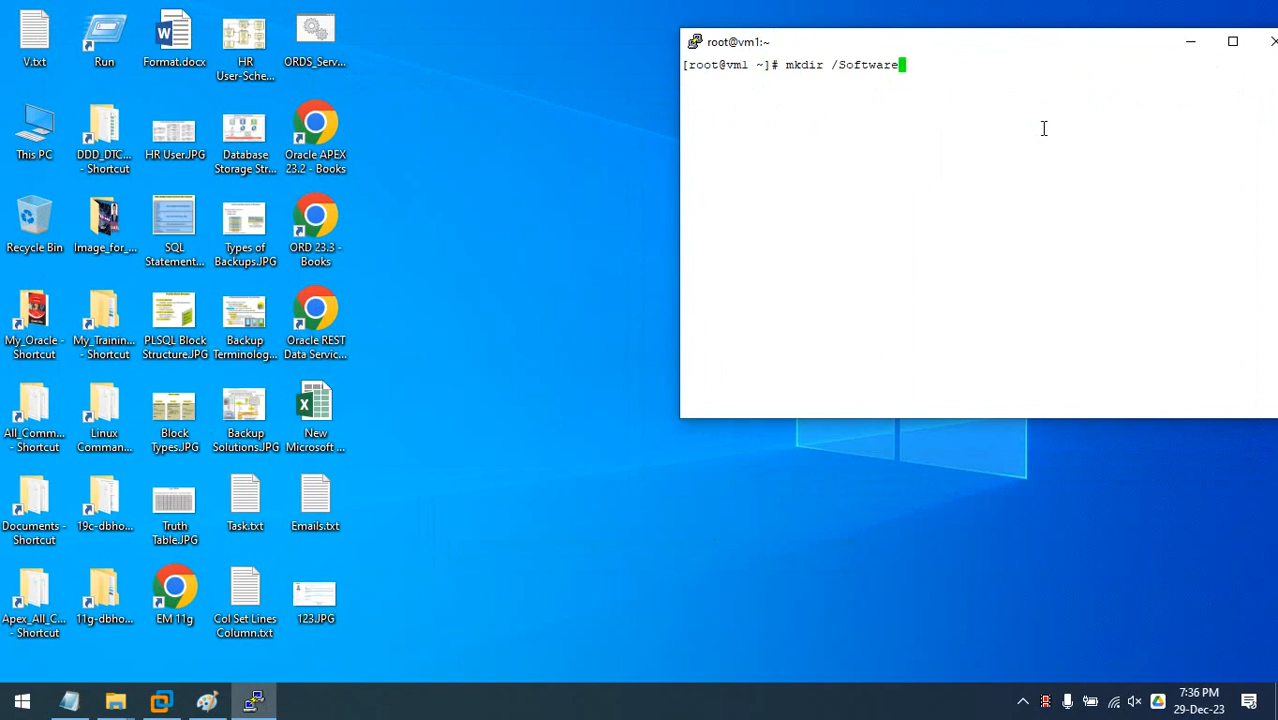 V.txt
Run
Format.docx
HR
User-Sche...
ORDS_Serv...
This PC
DDD_DTC...
- Shortcut
HR User.JPG
Database
Storage Str...
Oracle APEX
23.2 - Books
Recycle Bin
Image_for_...
SQL
Statement...
Types of
Backups.JPG
ORD 23.3 -
Books
My_Oracle -
Shortcut
My_Training...
- Shortcut
PLSQL Block
Structure.JPG
Backup
Terminolog...
Oracle REST
Data Servic...
All_Comm...
- Shortcut
Linux
Comman...
Block
Types.JPG
Backup
Solutions.JPG
New
Microsoft ...
Documents -
Shortcut
19c-dbho...
Truth
Table.JPG
Task.txt
Emails.txt
Apex_All_C...
- Shortcut
11g-dbho...
EM 11g
Col Set Lines
Column.txt
123.JPG
root@vm1:~
[root@vm1 ~]# mkdir /Software
7:36 PM
29-Dec-23